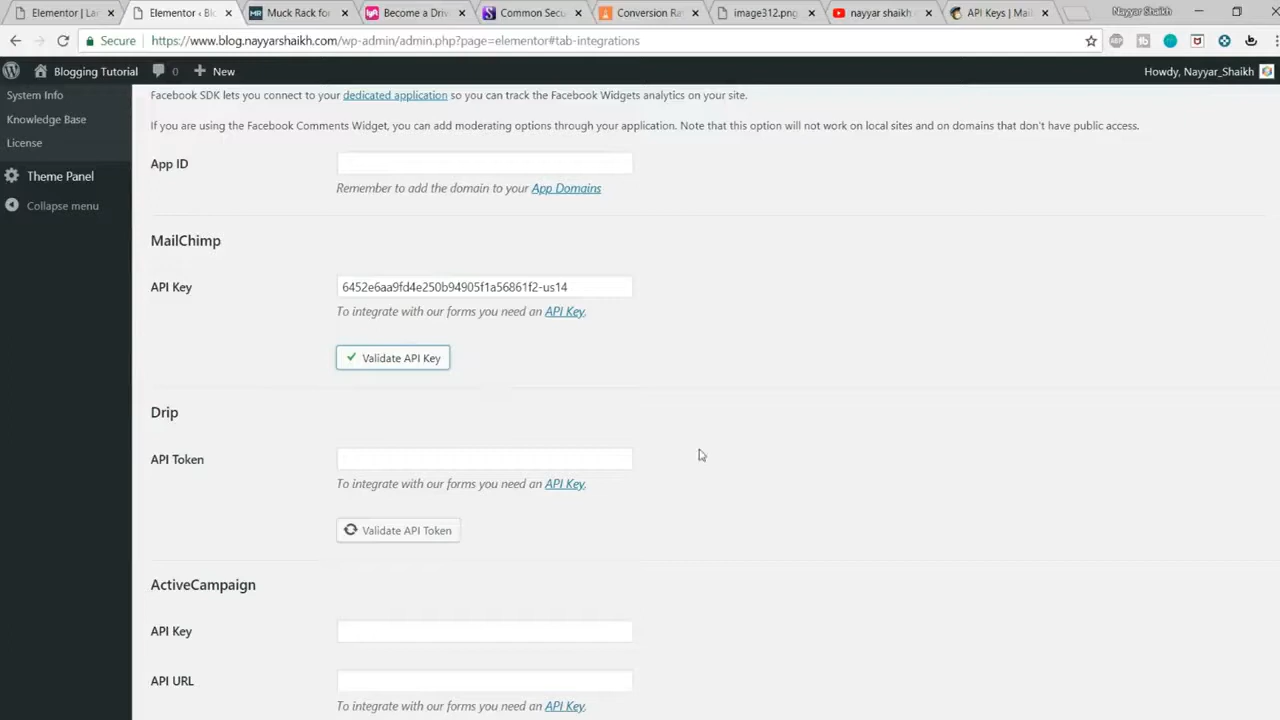 Elementor | La
Elementor ‹ Blo
Muck Rack for
Become a Driv
Common Secu
Conversion Rat
image312.png
nayyar shaikh
API Keys | Mail
Nayyar Shaikh
Secure
https://www.blog.nayyarshaikh.com/wp-admin/admin.php?page=elementor#tab-integrations
Blogging Tutorial
0
New
Howdy, Nayyar_Shaikh
System Info
Knowledge Base
License
Theme Panel
Collapse menu
Facebook SDK lets you connect to your dedicated application so you can track the Facebook Widgets analytics on your site.
If you are using the Facebook Comments Widget, you can add moderating options through your application. Note that this option will not work on local sites and on domains that don't have public access.
App ID
Remember to add the domain to your App Domains
MailChimp
API Key
6452e6aa9fd4e250b94905f1a56861f2-us14
To integrate with our forms you need an API Key.
Validate API Key
Drip
API Token
To integrate with our forms you need an API Key.
Validate API Token
ActiveCampaign
API Key
API URL
To integrate with our forms you need an API Key.